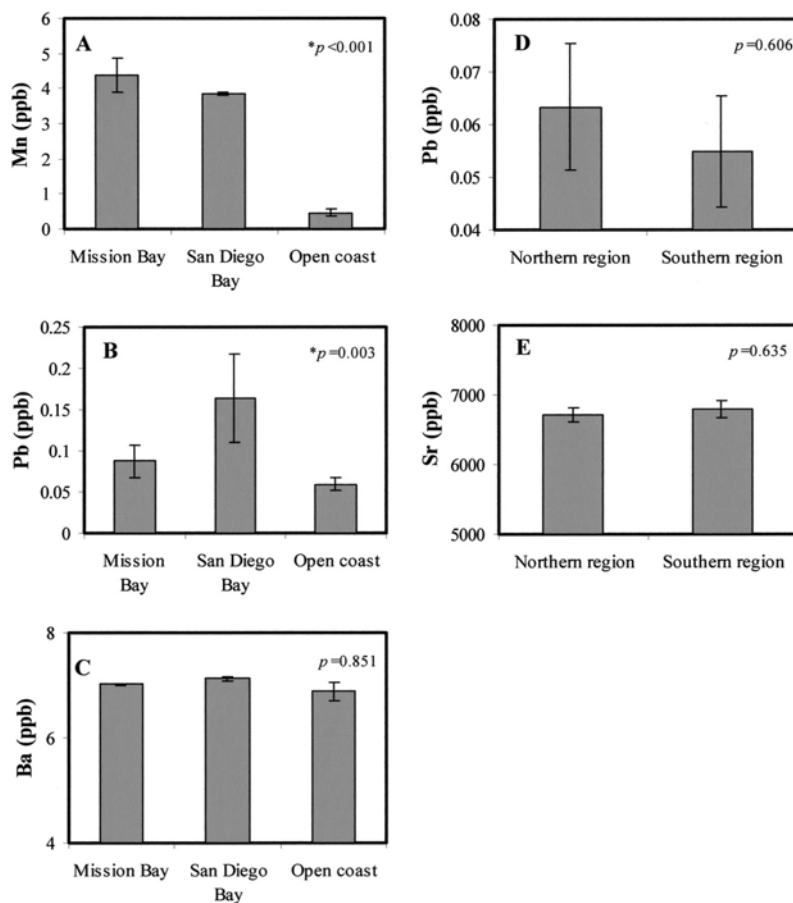 A
*p<0.001
Mn (ppb)
6
5
4
3
2
1
0
Mission Bay
San Diego
Bay
Open coast
B
*p=0.003
Pb (ppb)
0.25
0.2
0.15
0.1
0.05
0
Mission
Bay
San Diego
Bay
Open coast
C
p=0.851
Ba (ppb)
8
6
4
Mission Bay
San Diego
Bay
Open coast
D
p=0.606
Pb (ppb)
0.08
0.07
0.06
0.05
0.04
Northern region
Southern region
E
p=0.635
Sr (ppb)
8000
7000
6000
5000
Northern region
Southern region